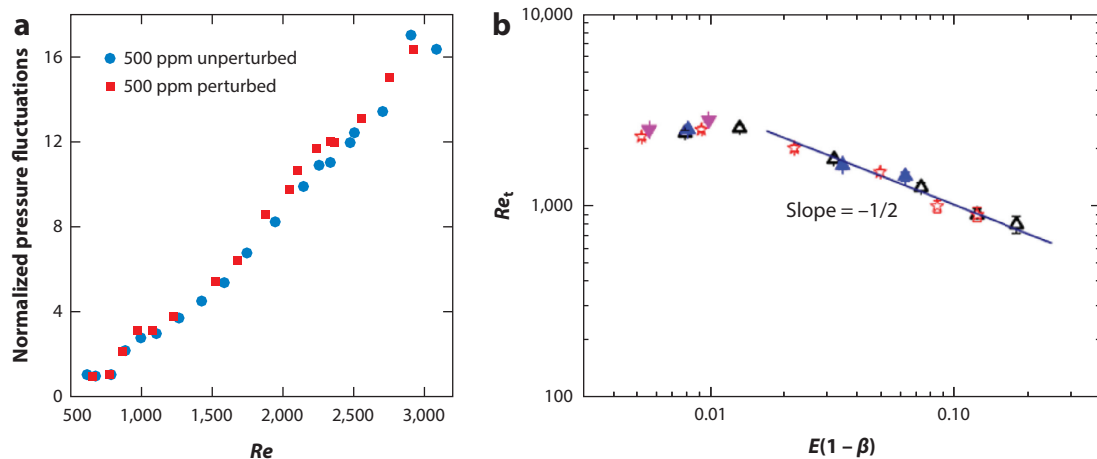 a
Normalized pressure fluctuations
16
12
8
4
0
500 ppm unperturbed
500 ppm perturbed
500 1,000 1,500 2,000 2,500 3,000
Re
b
Re_t
10,000
1,000
100
Slope = –1/2
0.01 0.10
E(1 – β)